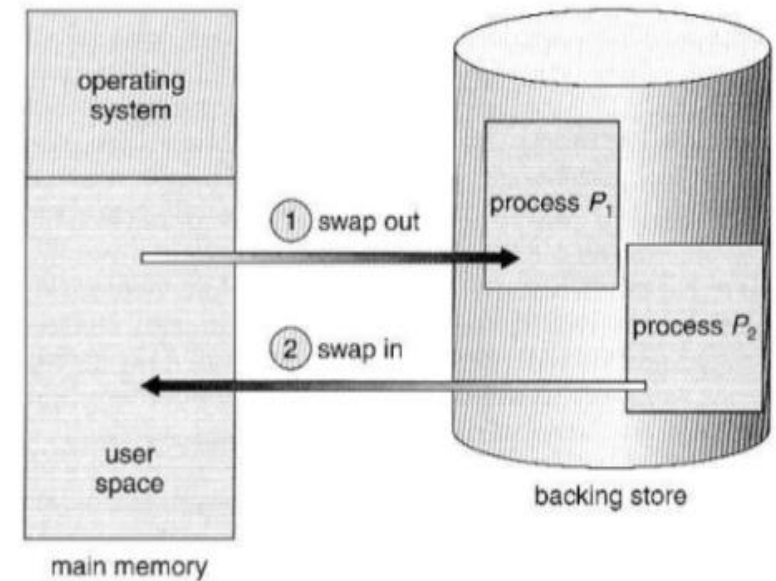 operating
system
1 swap out
process P1
2 swap in
process P2
user
space
backing store
main memory